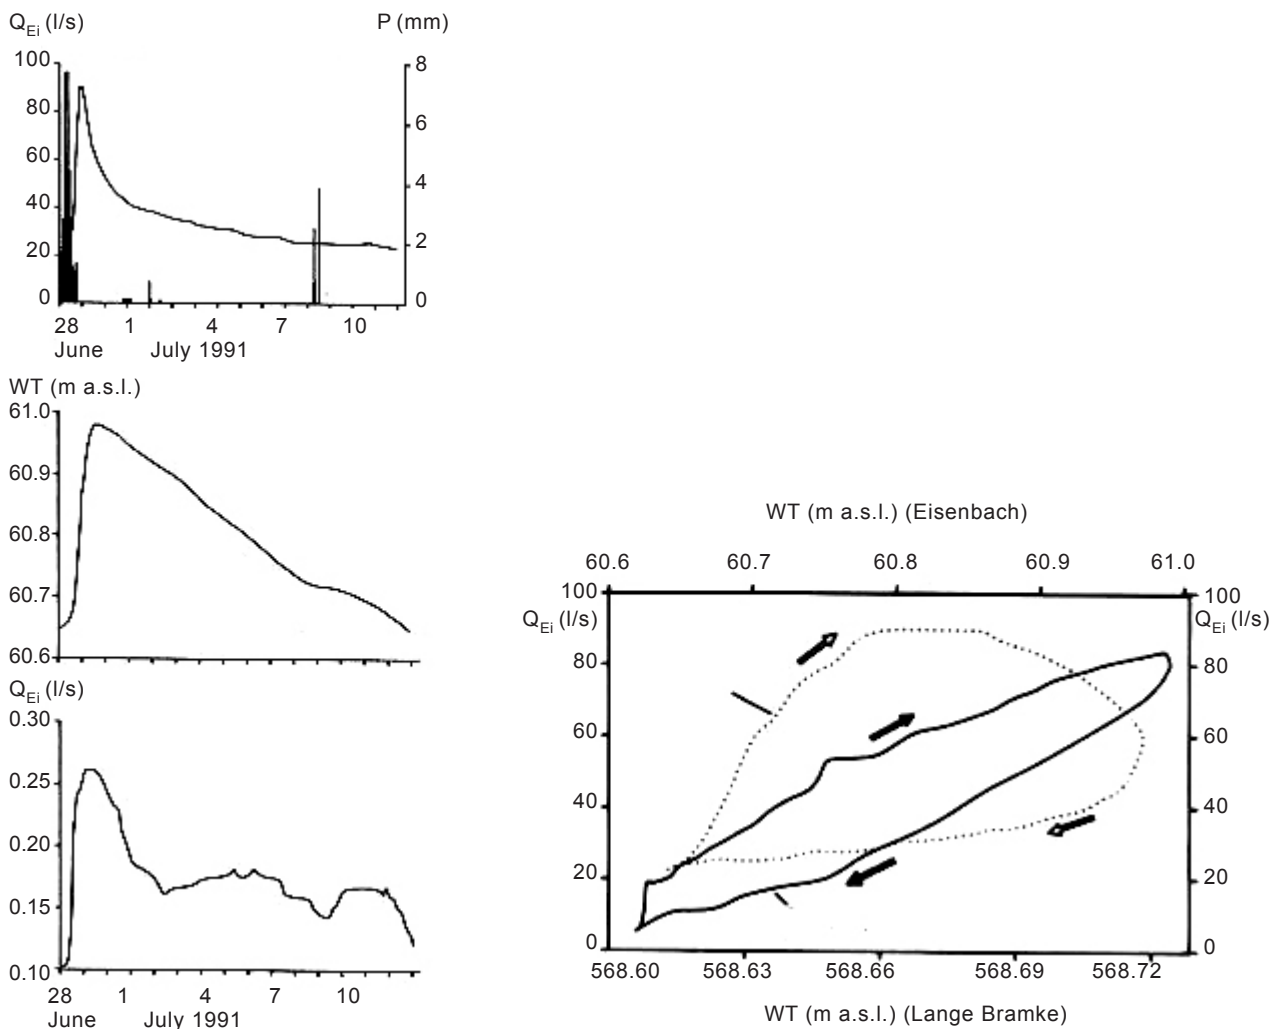 Q_Ei (l/s) P (mm)
100 8
80
6
60
4
40
2
20
0 0
28 1 4 7 10
June July 1991
WT (m a.s.l.)
61.0
60.9
60.8
60.7
60.6
Q_Ei (l/s)
0.30
0.25
0.20
0.15
0.10
28 1 4 7 10
June July 1991
WT (m a.s.l.) (Eisenbach)
60.6 60.7 60.8 60.9 61.0
100 100
Q_Ei (l/s) Q_Ei (l/s)
80 80
60 60
40 40
20 20
0 0
568.60 568.63 568.66 568.69 568.72
WT (m a.s.l.) (Lange Bramke)